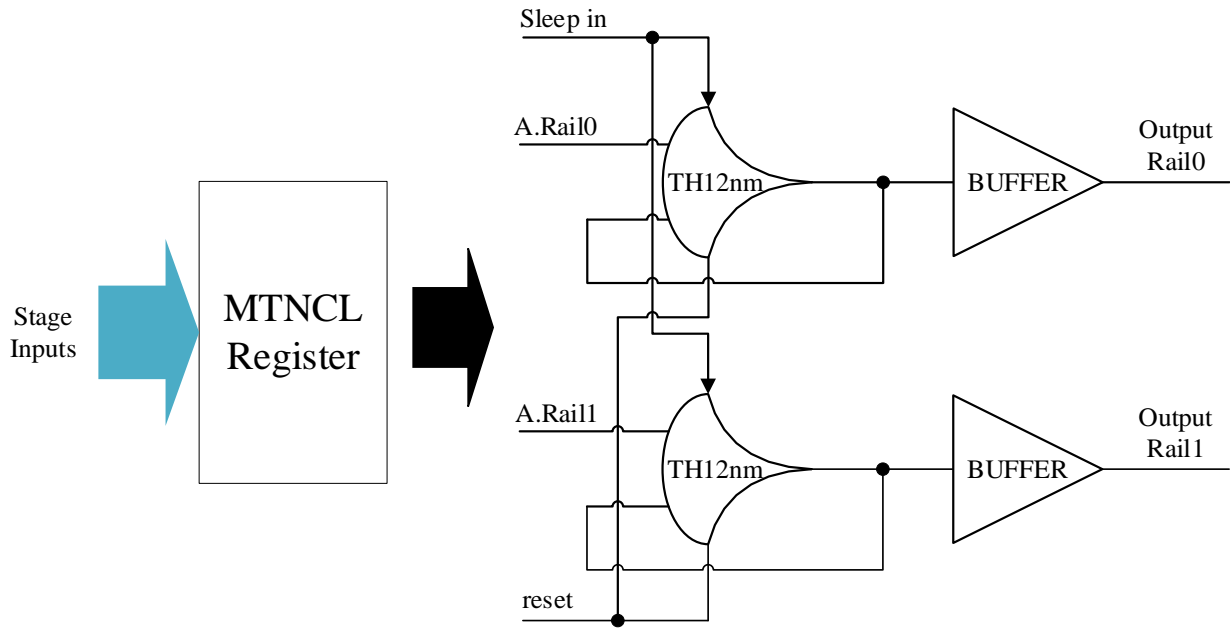 Sleep in
A.Rail0
TH12nm
BUFFER
Output
Rail0
Stage
Inputs
MTNCL
Register
A.Rail1
TH12nm
BUFFER
Output
Rail1
reset